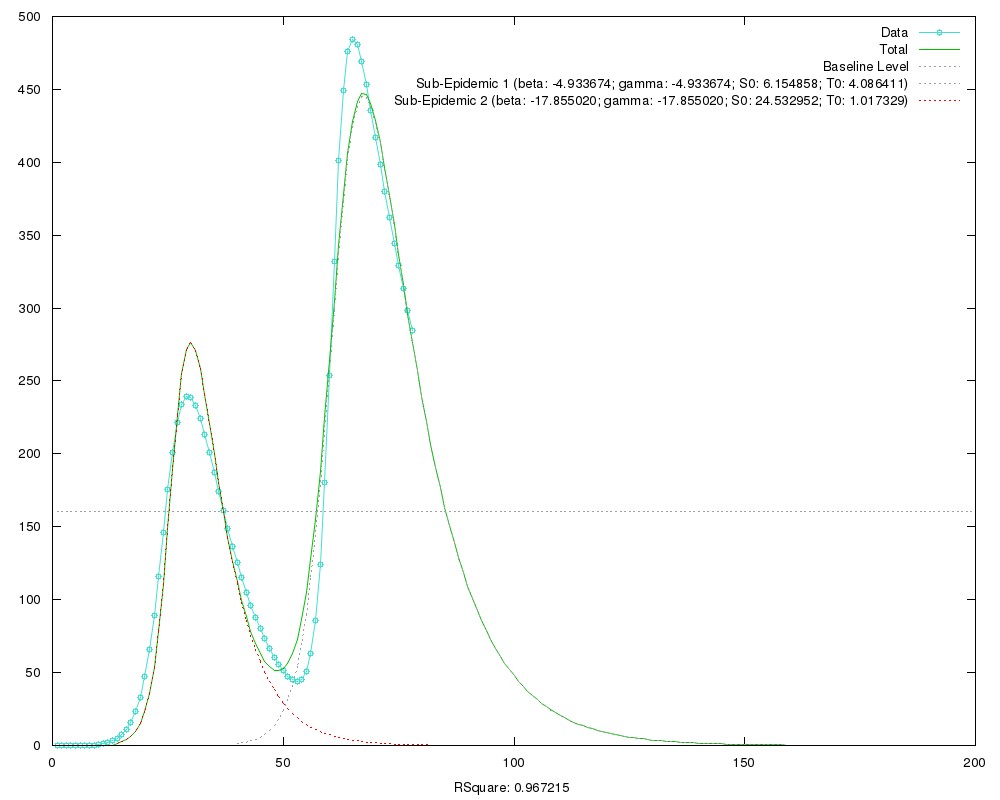 500
450
400
350
300
250
200
150
100
50
0
Data
Total
Baseline Level
Sub-Epidemic 1 (beta: -4.933674; gamma: -4.933674; S0: 6.154858; T0: 4.086411)
Sub-Epidemic 2 (beta: -17.855020; gamma: -17.855020; S0: 24.532952; T0: 1.017329)
0 50 100 150 200
RSquare: 0.967215